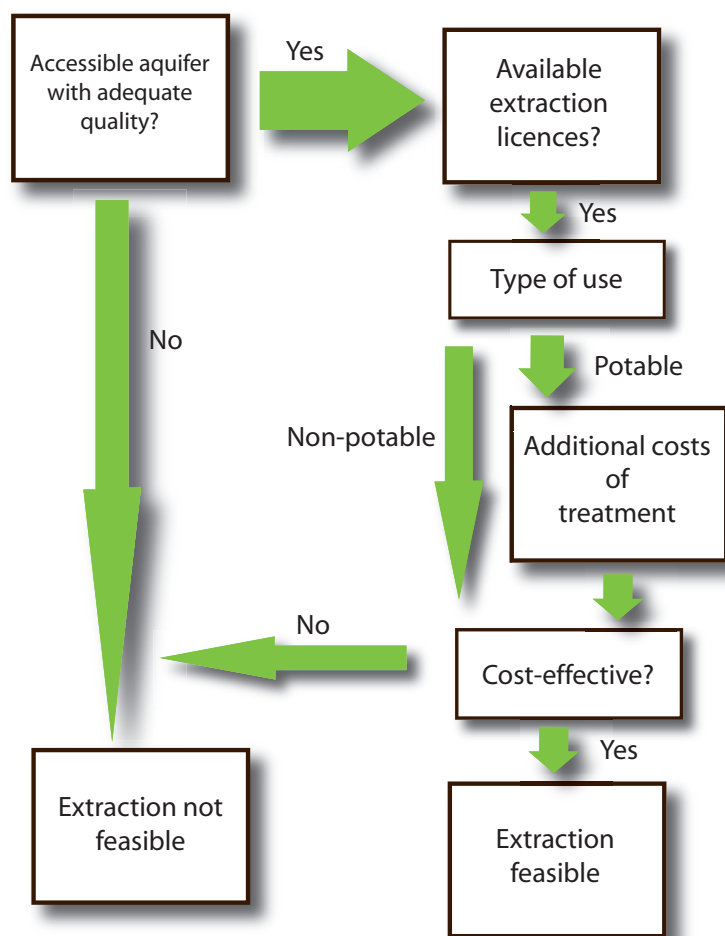 Accessible aquifer
with adequate
quality?
Yes
Available
extraction
licences?
Yes
Type of use
No
Potable
Non-potable
Additional costs
of
treatment
No
Cost-effective?
Yes
Extraction not
feasible
Extraction
feasible